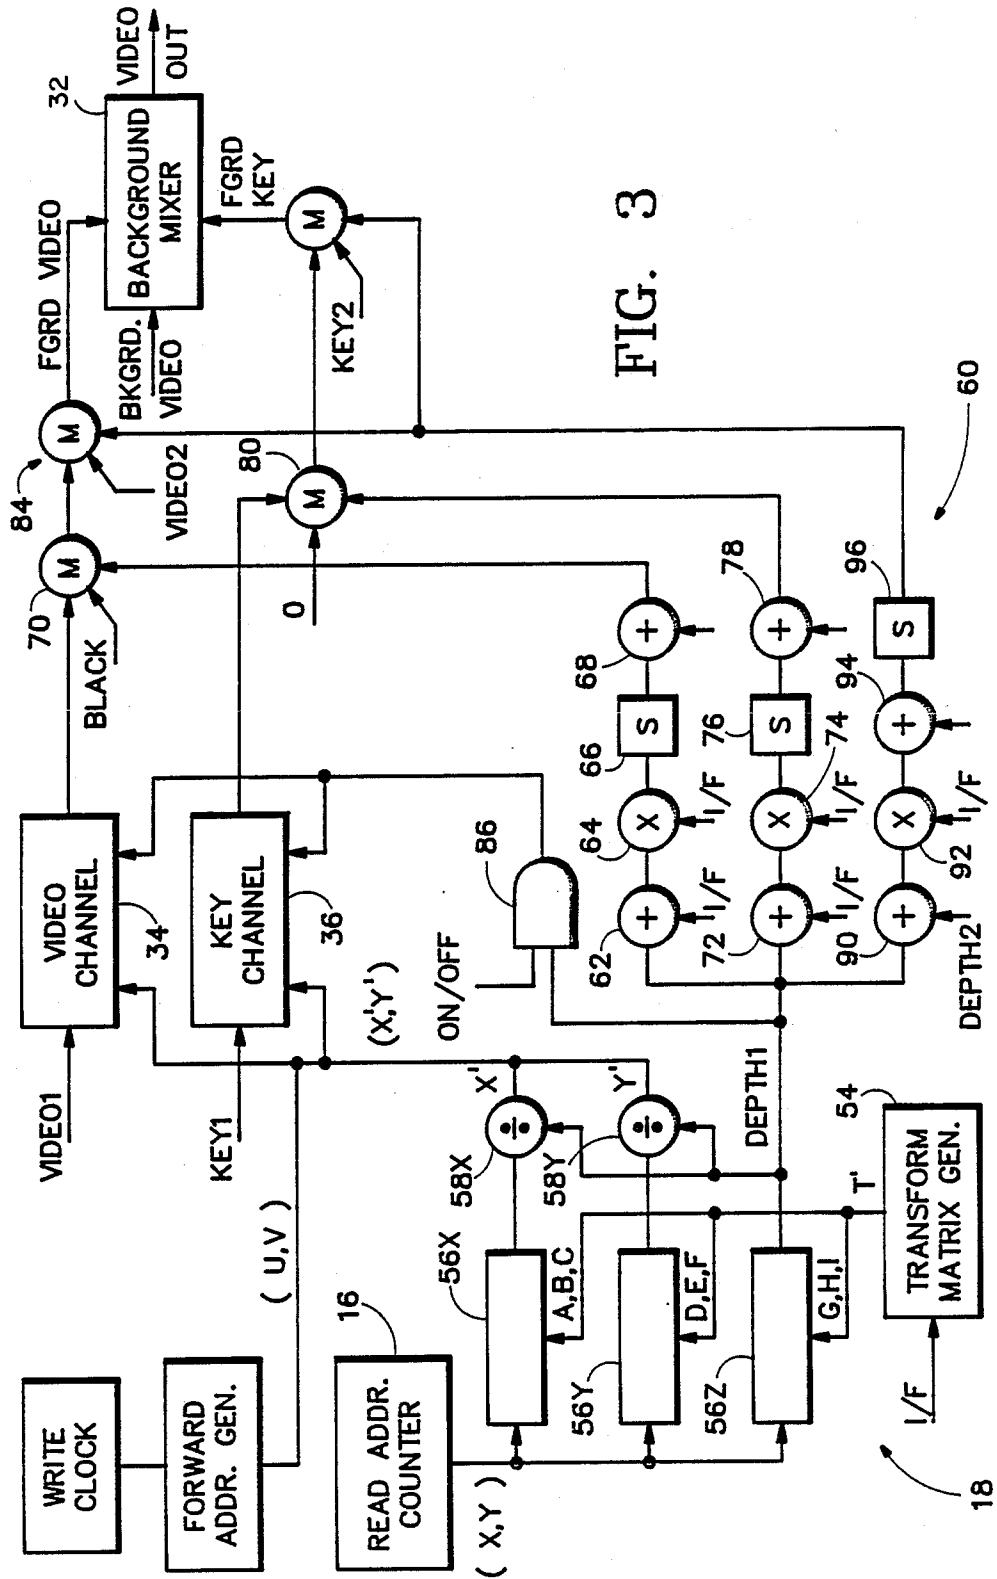 WRITE
CLOCK
FORWARD
ADDR. GEN.
( U,V )
VIDEO1
VIDEO
CHANNEL
34
KEY1
KEY
CHANNEL
36
BLACK
70
M
84
M
VIDEO2
FGRD VIDEO
BKGRD.
VIDEO
BACKGROUND
MIXER
32
VIDEO
OUT
FGRD
KEY
0
80
M
KEY2
M
READ ADDR.
COUNTER
16
( X,Y )
56X
A,B,C
58X
÷
X'
(X',Y')
ON/OFF
86
56Y
D,E,F
58Y
÷
Y'
62
+
I/F
64
X
I/F
66
S
68
+
56Z
G,H,I
DEPTH1
72
+
I/F
74
X
I/F
76
S
78
+
90
+
DEPTH2
92
X
I/F
94
+
96
S
60
I/F
TRANSFORM
MATRIX GEN.
54
T'
18
FIG. 3